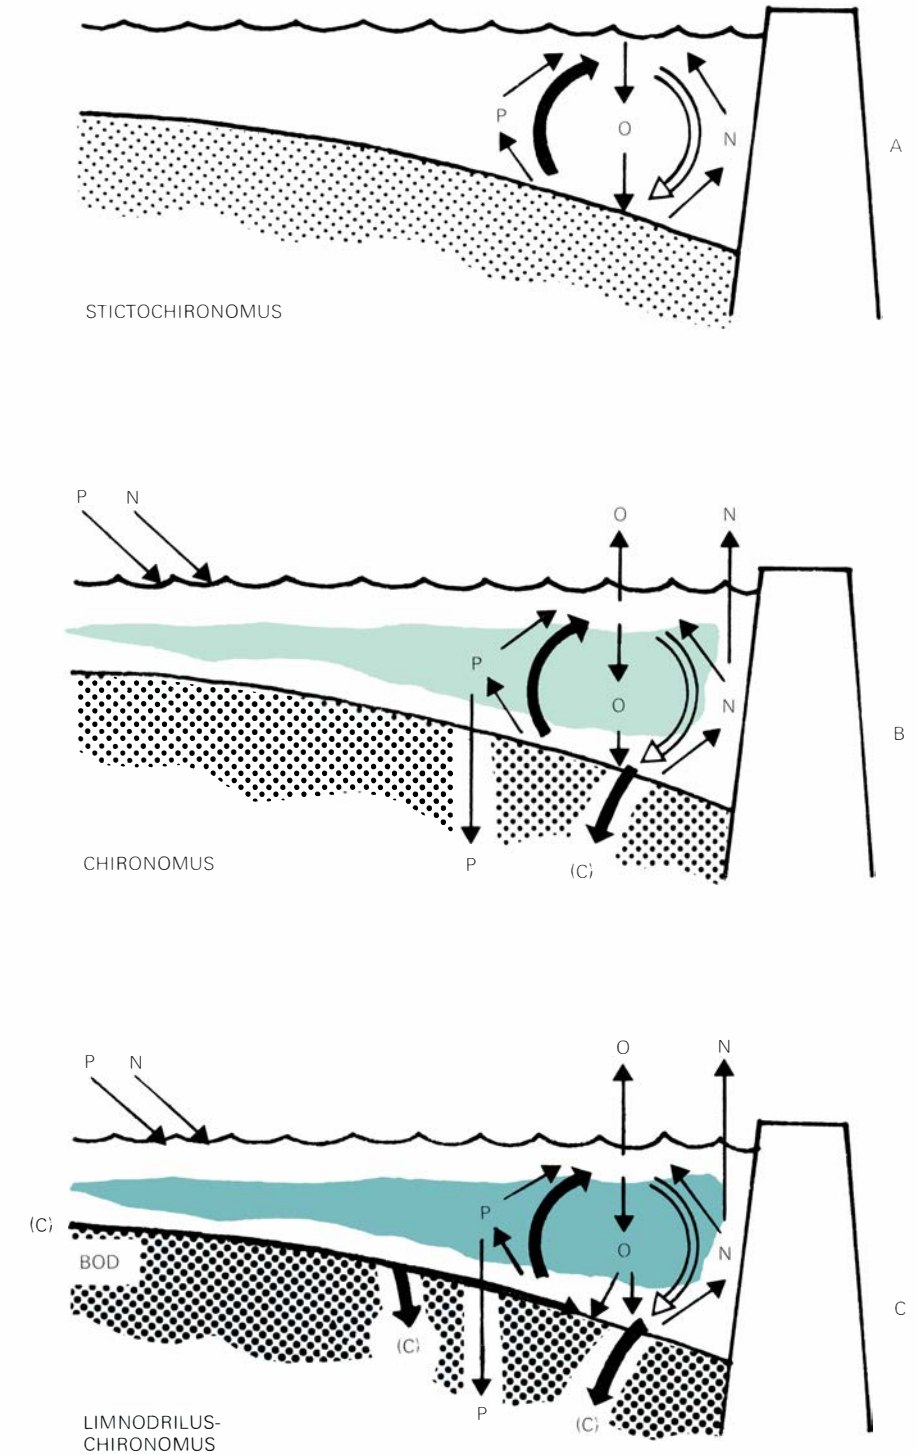 P
O
N
A
STICTOCHIRONOMUS
P N
O N
P
O
N
B
P
(C)
CHIRONOMUS
O N
P N
P
(C)
O
N
BOD
C
(C)
P
(C)
LIMNODRILUS-
CHIRONOMUS